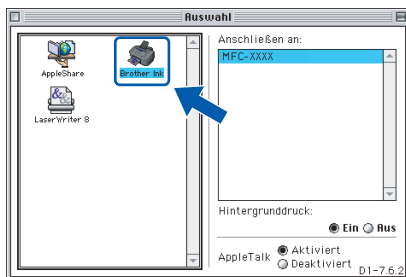 Auswahl
AppleShare
Brother Ink
LaserWriter 8
Anschließen an:
MFC-XXXX
Hintergrunddruck:
Ein Aus
AppleTalk
Aktiviert
Deaktiviert
D1-7.6.2